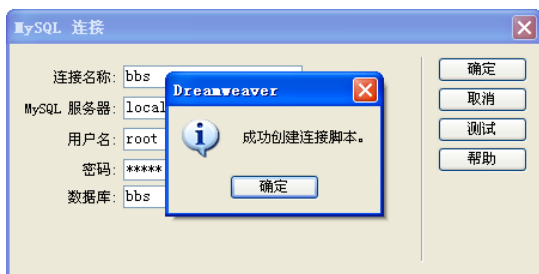 MySQL 连接
连接名称: bbs
MySQL 服务器: local
用户名: root
密码: *****
数据库: bbs
Dreamweaver
成功创建连接脚本。
确定
确定
取消
测试
帮助